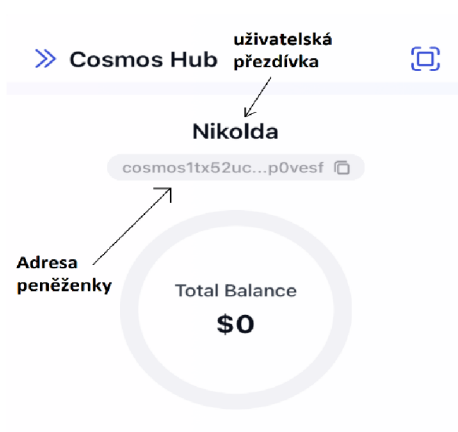 Cosmos Hub
uživatelská
přezdívka
Nikolda
cosmos1tx52uc...p0vesf
Adresa
peněženky
Total Balance
$0